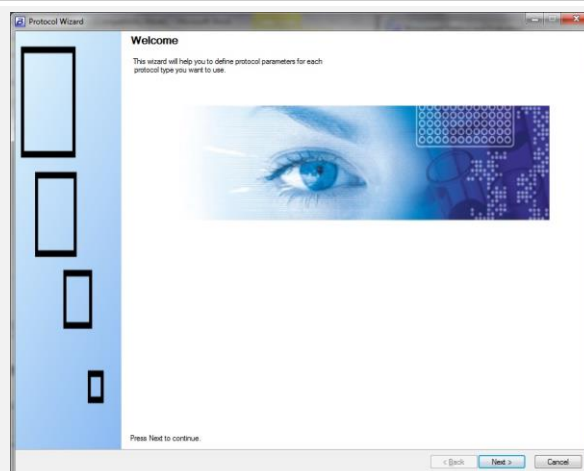 Protocol Wizard
Welcome
This wizard will help you to define protocol parameters for each
protocol type you want to use.
Press Next to continue.
< Back
Next >
Cancel